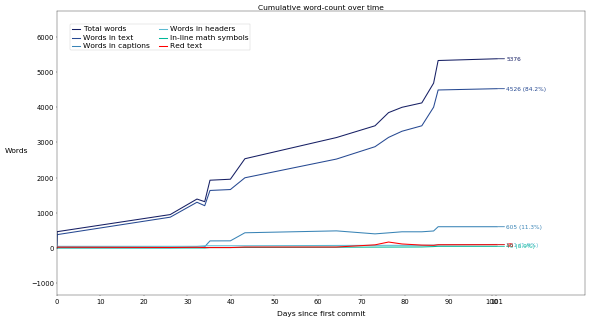 Cumulative word-count over time
Total words
Words in text
Words in captions
Words in headers
In-line math symbols
Red text
Words
6000
5000
4000
3000
2000
1000
0
−1000
5376
4526 (84.2%)
605 (11.3%)
0 10 20 30 40 50 60 70 80 90 100 101
Days since first commit